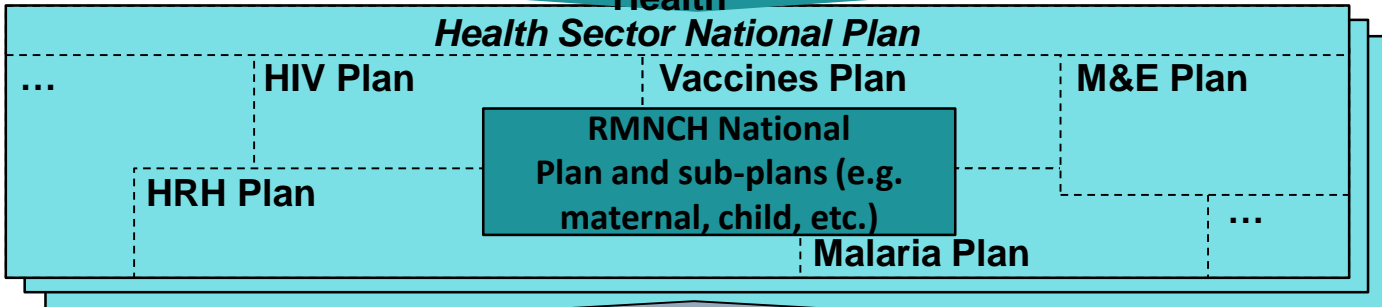 Health
Health Sector National Plan
…
HIV Plan
Vaccines Plan
M&E Plan
RMNCH National
Plan and sub-plans (e.g.
maternal, child, etc.)
HRH Plan
…
Malaria Plan